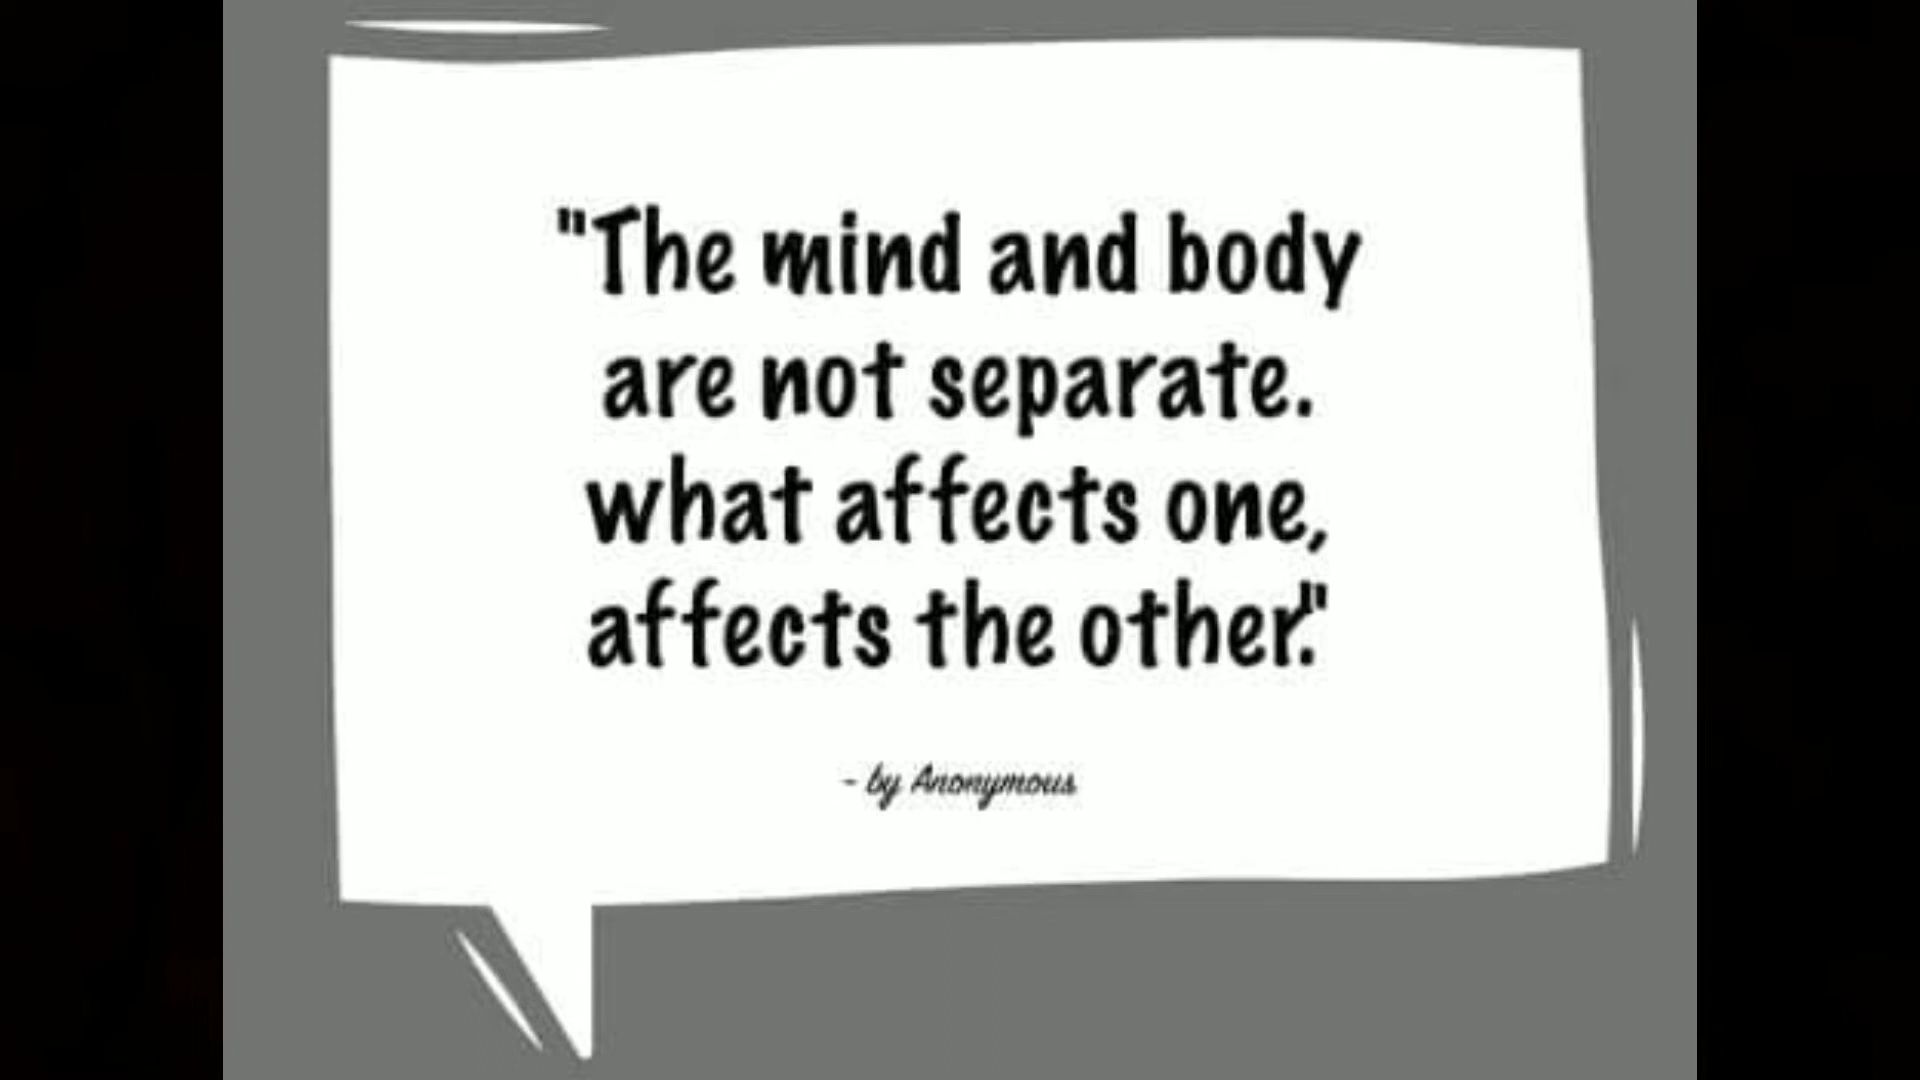 "The mind and body
are not separate.
what affects one,
affects the other."
- by Anonymous